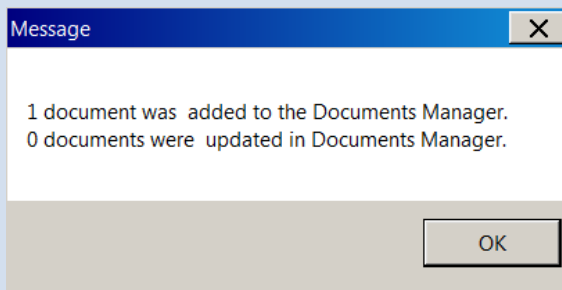 Message
1 document was  added to the Documents Manager.
0 documents were  updated in Documents Manager.
OK